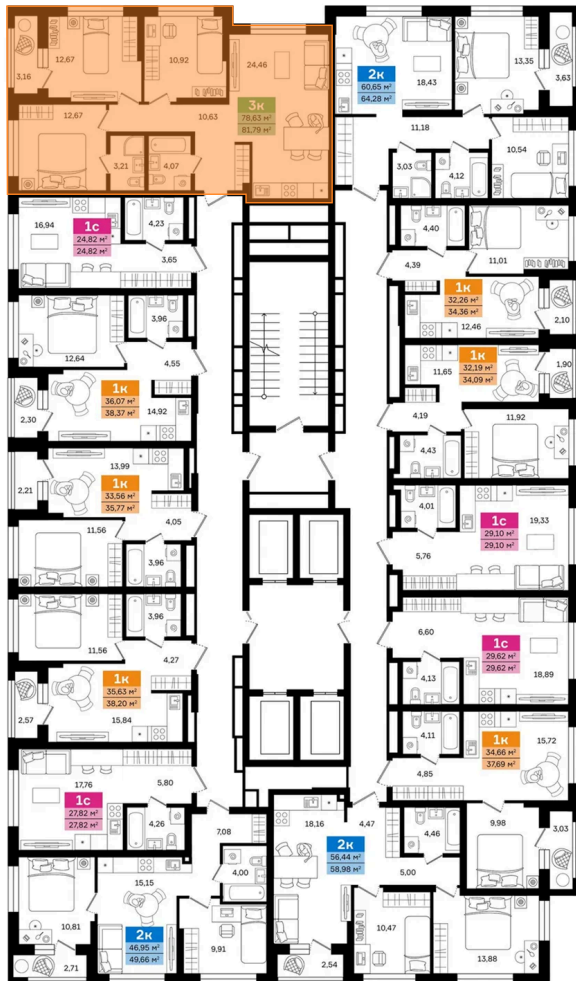 12,67
10,92
24,46
3,16
3к
78,63 м²
81,79 м²
12,67
10,63
3,21
4,07
2к
60,65 м²
64,28 м²
18,43
13,35
3,63
11,18
3,03
4,12
10,54
16,94
1с
24,82 м²
24,82 м²
4,23
3,65
4,40
4,39
11,01
1к
32,26 м²
34,36 м²
12,46
2,10
3,96
12,64
4,55
1к
36,07 м²
38,37 м²
14,92
2,30
11,65
1к
32,19 м²
34,09 м²
1,90
4,19
11,92
4,43
13,99
2,21
1к
33,56 м²
35,77 м²
4,05
11,56
3,96
4,01
1с
29,10 м²
29,10 м²
19,33
5,76
3,96
11,56
4,27
1к
35,63 м²
38,20 м²
2,57
15,84
6,60
1с
29,62 м²
29,62 м²
4,13
18,89
4,11
1к
34,66 м²
37,69 м²
15,72
4,85
17,76
5,80
1с
27,82 м²
27,82 м²
4,26
7,08
4,00
15,15
10,81
2к
46,95 м²
49,66 м²
9,91
2,71
18,16
4,47
2к
56,44 м²
58,98 м²
4,46
9,98
3,03
5,00
10,47
2,54
13,88